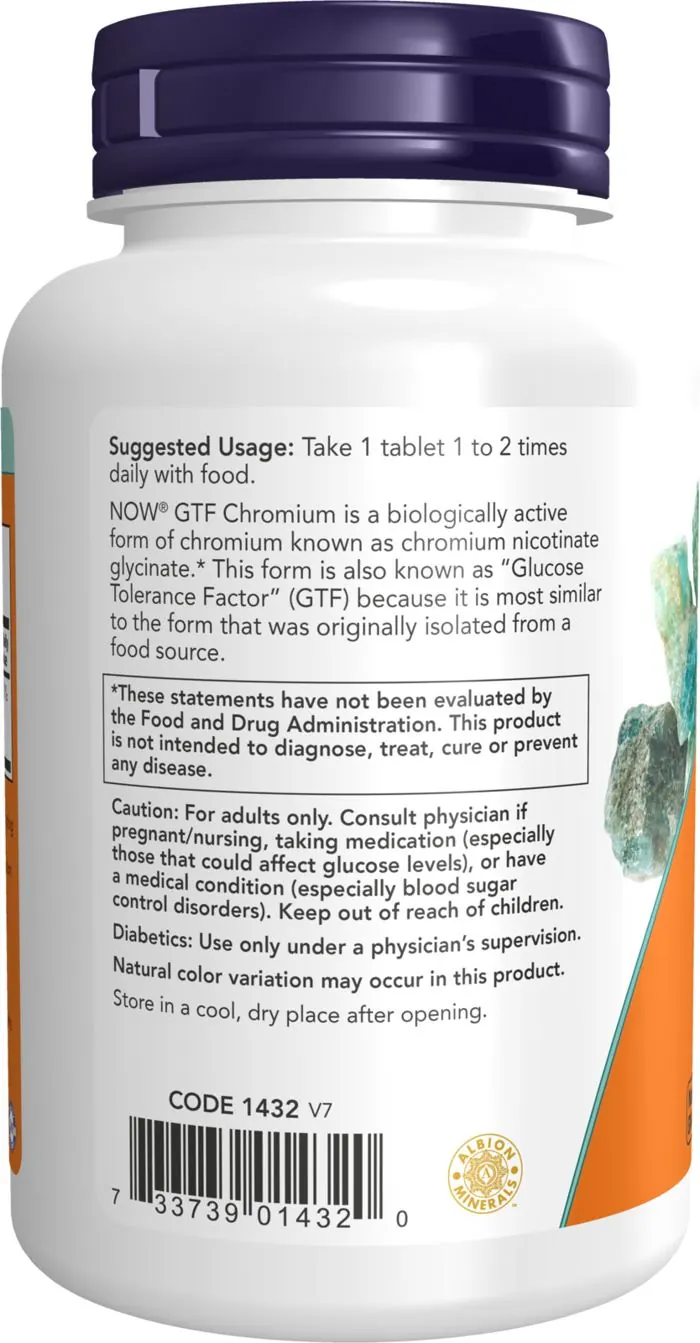 Suggested Usage: Take 1 tablet 1 to 2 times
daily with food.
NOW® GTF Chromium is a biologically active
form of chromium known as chromium nicotinate
glycinate.* This form is also known as “Glucose
Tolerance Factor” (GTF) because it is most similar
to the form that was originally isolated from a
food source.
*These statements have not been evaluated by
the Food and Drug Administration. This product
is not intended to diagnose, treat, cure or prevent
any disease.
Caution: For adults only. Consult physician if
pregnant/nursing, taking medication (especially
those that could affect glucose levels), or have
a medical condition (especially blood sugar
control disorders). Keep out of reach of children.
Diabetics: Use only under a physician’s supervision.
Natural color variation may occur in this product.
Store in a cool, dry place after opening.
CODE 1432 V7
7 33739 01432 0
ALBION
A
MINERALS™